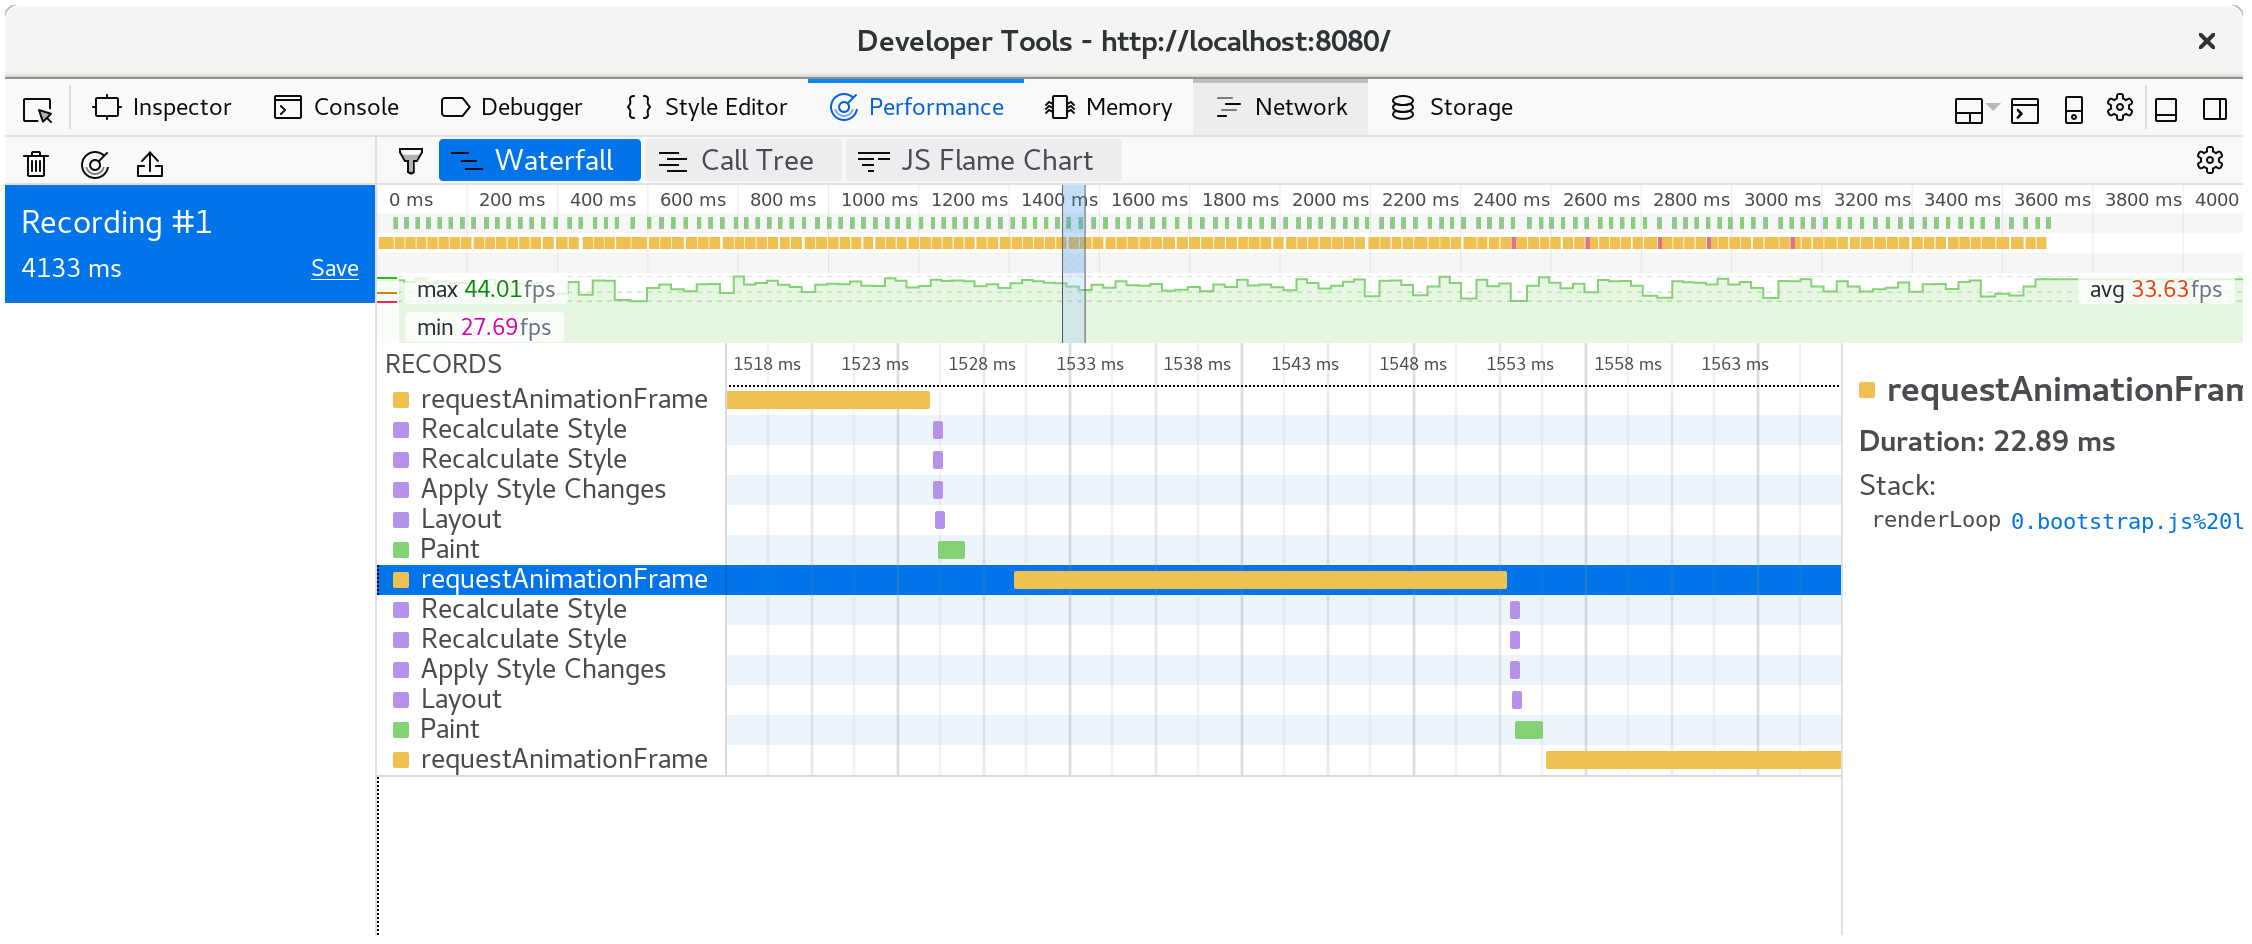 Developer Tools - http://localhost:8080/
Inspector Console Debugger Style Editor Performance Memory Network Storage
Waterfall Call Tree JS Flame Chart
Recording #1
4133 ms Save
0 ms 200 ms 400 ms 600 ms 800 ms 1000 ms 1200 ms 1400 ms 1600 ms 1800 ms 2000 ms 2200 ms 2400 ms 2600 ms 2800 ms 3000 ms 3200 ms 3400 ms 3600 ms 3800 ms 4000
max 44.01fps
avg 33.63fps
min 27.69fps
RECORDS
1518 ms 1523 ms 1528 ms 1533 ms 1538 ms 1543 ms 1548 ms 1553 ms 1558 ms 1563 ms
requestAnimationFrame
Recalculate Style
Recalculate Style
Apply Style Changes
Layout
Paint
requestAnimationFrame
Recalculate Style
Recalculate Style
Apply Style Changes
Layout
Paint
requestAnimationFrame
requestAnimationFram
Duration: 22.89 ms
Stack:
renderLoop 0.bootstrap.js%20l